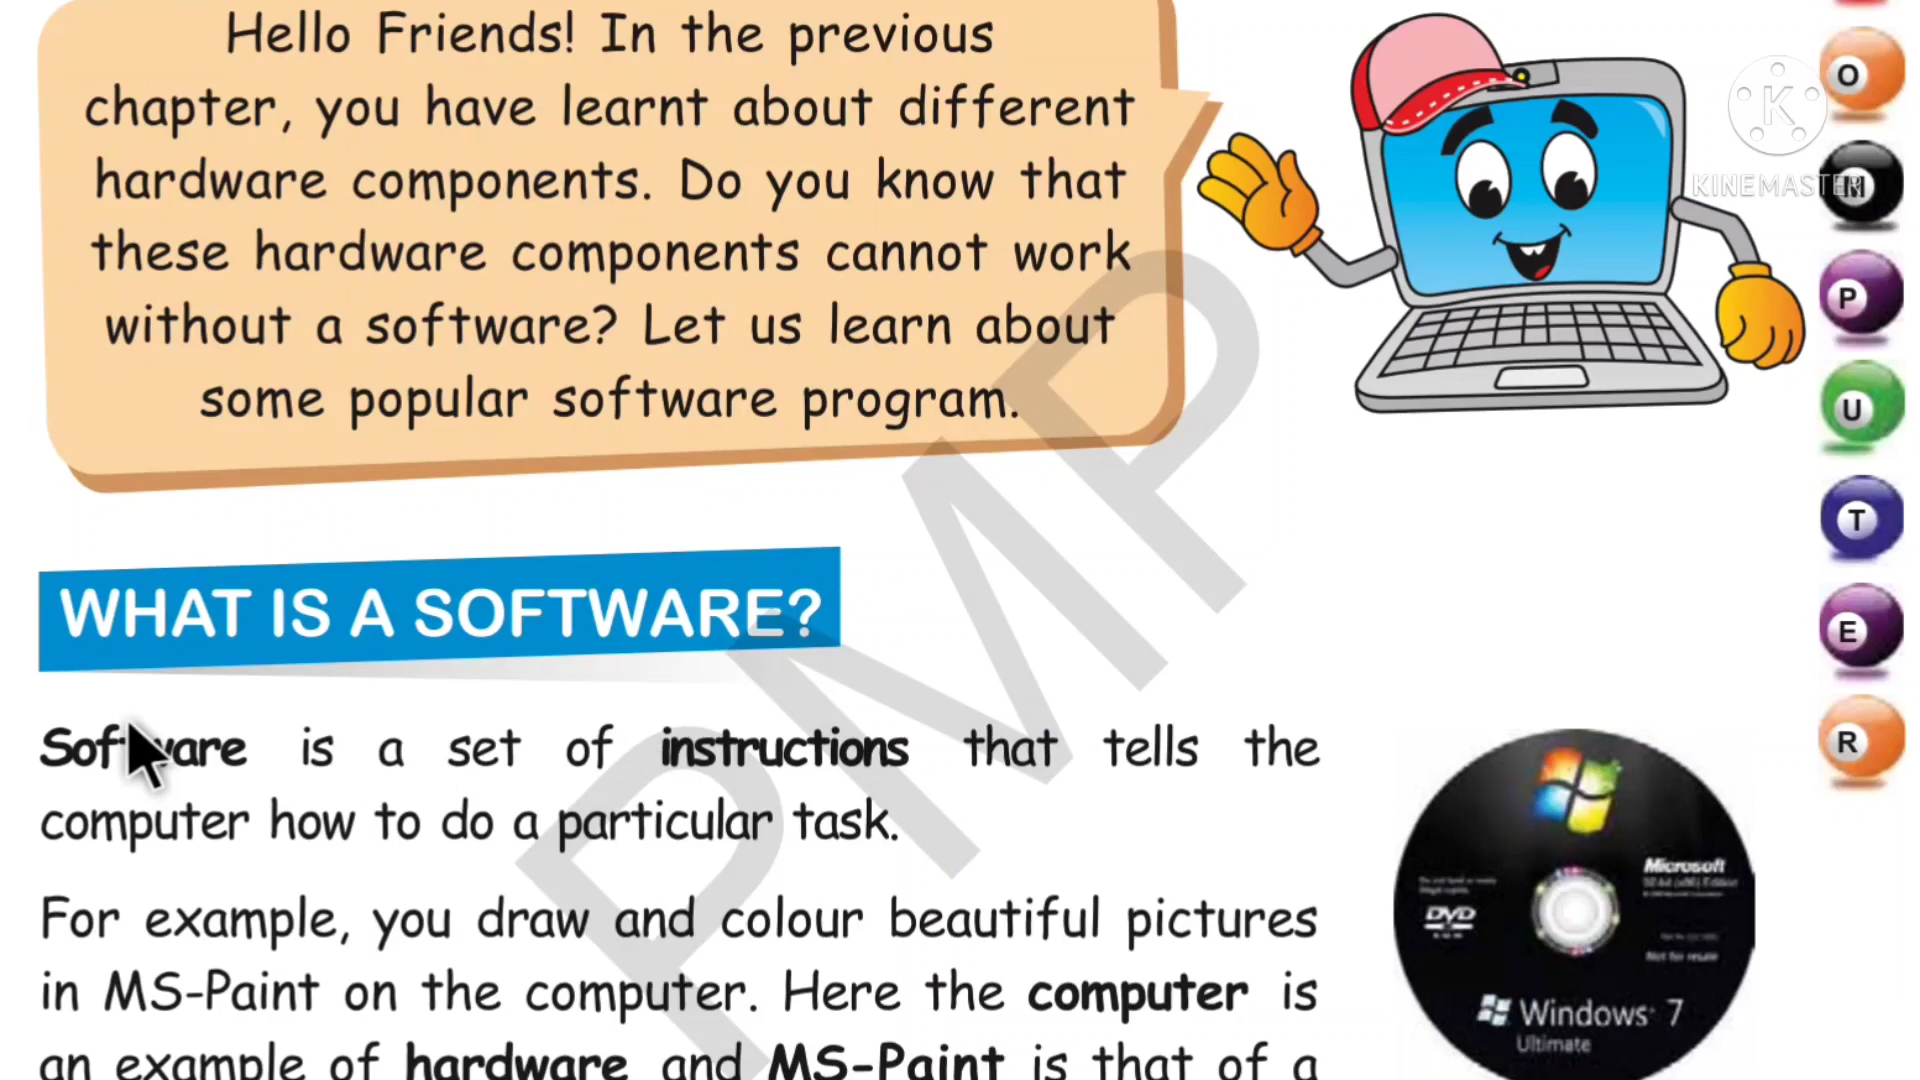 Hello Friends! In the previous
chapter, you have learnt about different
hardware components. Do you know that
these hardware components cannot work
without a software? Let us learn about
some popular software program.
KINEMASTER
O
M
P
U
T
E
R
WHAT IS A SOFTWARE?
Software is a set of instructions that tells the
computer how to do a particular task.
For example, you draw and colour beautiful pictures
in MS-Paint on the computer. Here the computer is
an example of hardware and MS-Paint is that of a
Microsoft
DVD
Not for resale
Windows 7
Ultimate
PMP